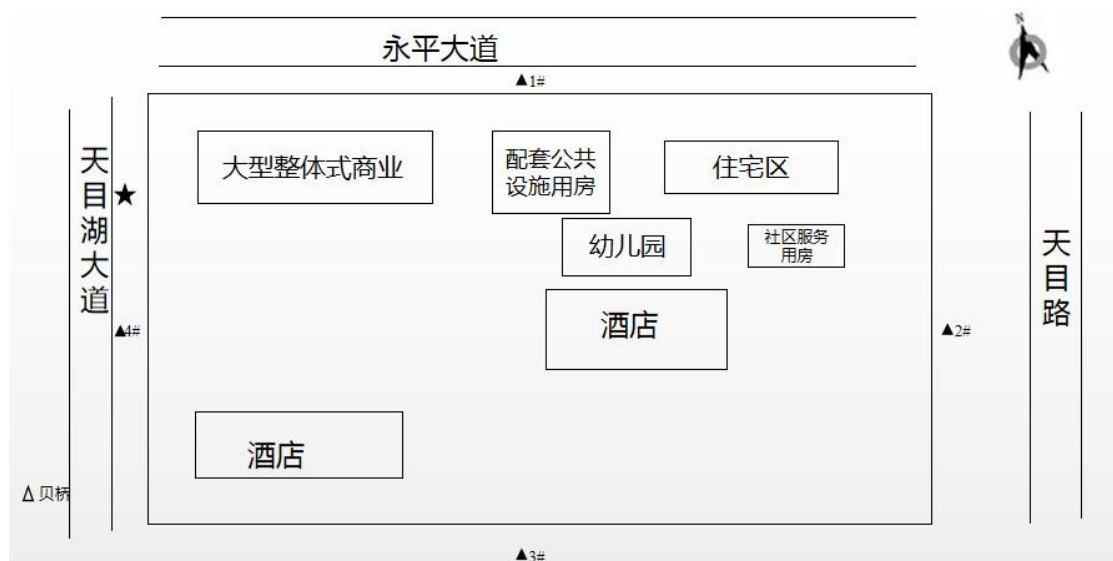 N
永平大道
▲1#
大型整体式商业
配套公共
设施用房
住宅区
天目湖大道
★
幼儿园
社区服务
用房
天目路
酒店
▲4#
▲2#
酒店
△贝桥
▲3#